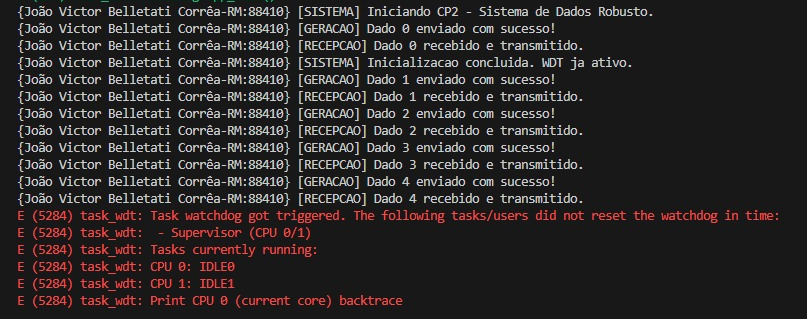 {João Victor Belletati Corrêa-RM:88410} [SISTEMA] Iniciando CP2 - Sistema de Dados Robusto.
{João Victor Belletati Corrêa-RM:88410} [GERACAO] Dado 0 enviado com sucesso!
{João Victor Belletati Corrêa-RM:88410} [RECEPCAO] Dado 0 recebido e transmitido.
{João Victor Belletati Corrêa-RM:88410} [SISTEMA] Inicializacao concluida. WDT ja ativo.
{João Victor Belletati Corrêa-RM:88410} [GERACAO] Dado 1 enviado com sucesso!
{João Victor Belletati Corrêa-RM:88410} [RECEPCAO] Dado 1 recebido e transmitido.
{João Victor Belletati Corrêa-RM:88410} [GERACAO] Dado 2 enviado com sucesso!
{João Victor Belletati Corrêa-RM:88410} [RECEPCAO] Dado 2 recebido e transmitido.
{João Victor Belletati Corrêa-RM:88410} [GERACAO] Dado 3 enviado com sucesso!
{João Victor Belletati Corrêa-RM:88410} [RECEPCAO] Dado 3 recebido e transmitido.
{João Victor Belletati Corrêa-RM:88410} [GERACAO] Dado 4 enviado com sucesso!
{João Victor Belletati Corrêa-RM:88410} [RECEPCAO] Dado 4 recebido e transmitido.
E (5284) task_wdt: Task watchdog got triggered. The following tasks/users did not reset the watchdog in time:
E (5284) task_wdt:  - Supervisor (CPU 0/1)
E (5284) task_wdt: Tasks currently running:
E (5284) task_wdt: CPU 0: IDLE0
E (5284) task_wdt: CPU 1: IDLE1
E (5284) task_wdt: Print CPU 0 (current core) backtrace